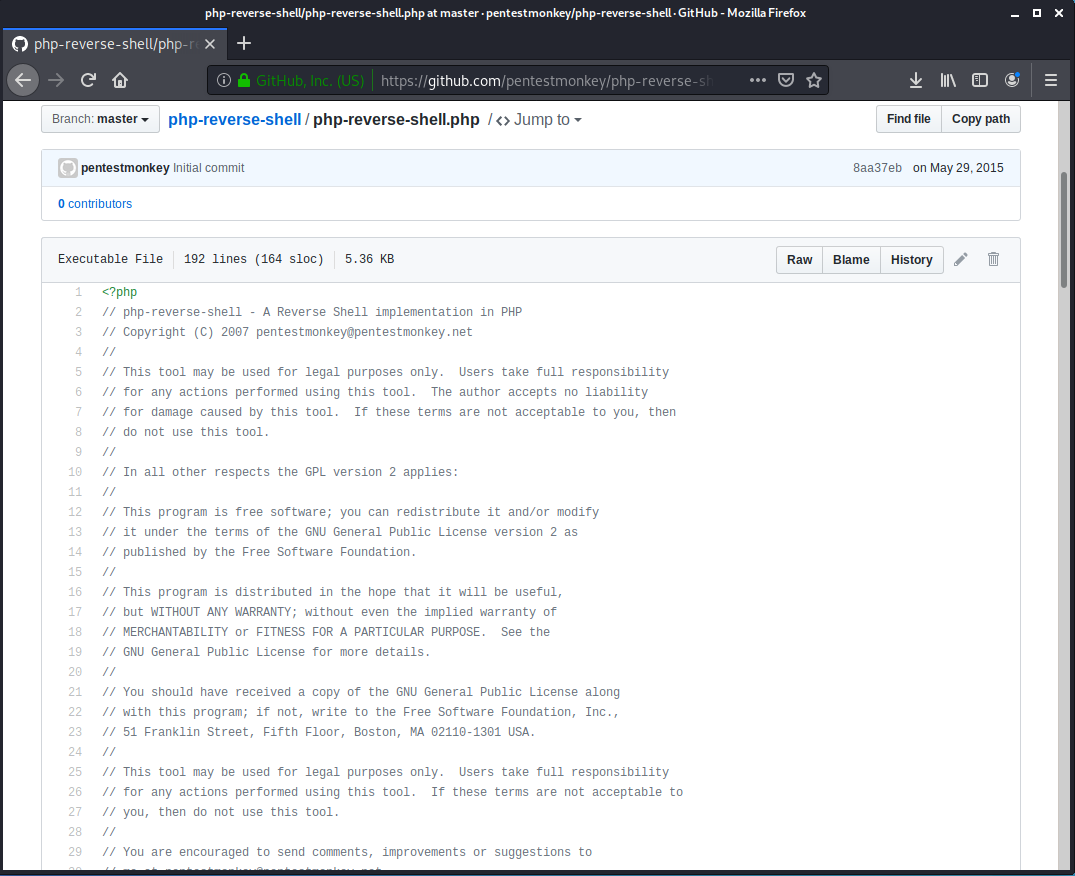 php-reverse-shell/php-reverse-shell.php at master · pentestmonkey/php-reverse-shell · GitHub - Mozilla Firefox
php-reverse-shell/php-r
GitHub, Inc. (US) https://github.com/pentestmonkey/php-reverse-sh
Branch: master php-reverse-shell / php-reverse-shell.php / <> Jump to Find file Copy path
pentestmonkey Initial commit 8aa37eb on May 29, 2015
0 contributors
Executable File 192 lines (164 sloc) 5.36 KB Raw Blame History
1 <?php
2 // php-reverse-shell - A Reverse Shell implementation in PHP
3 // Copyright (C) 2007 pentestmonkey@pentestmonkey.net
4 //
5 // This tool may be used for legal purposes only.  Users take full responsibility
6 // for any actions performed using this tool.  The author accepts no liability
7 // for damage caused by this tool.  If these terms are not acceptable to you, then
8 // do not use this tool.
9 //
10 // In all other respects the GPL version 2 applies:
11 //
12 // This program is free software; you can redistribute it and/or modify
13 // it under the terms of the GNU General Public License version 2 as
14 // published by the Free Software Foundation.
15 //
16 // This program is distributed in the hope that it will be useful,
17 // but WITHOUT ANY WARRANTY; without even the implied warranty of
18 // MERCHANTABILITY or FITNESS FOR A PARTICULAR PURPOSE.  See the
19 // GNU General Public License for more details.
20 //
21 // You should have received a copy of the GNU General Public License along
22 // with this program; if not, write to the Free Software Foundation, Inc.,
23 // 51 Franklin Street, Fifth Floor, Boston, MA 02110-1301 USA.
24 //
25 // This tool may be used for legal purposes only.  Users take full responsibility
26 // for any actions performed using this tool.  If these terms are not acceptable to
27 // you, then do not use this tool.
28 //
29 // You are encouraged to send comments, improvements or suggestions to
30 // me at pentestmonkey@pentestmonkey.net